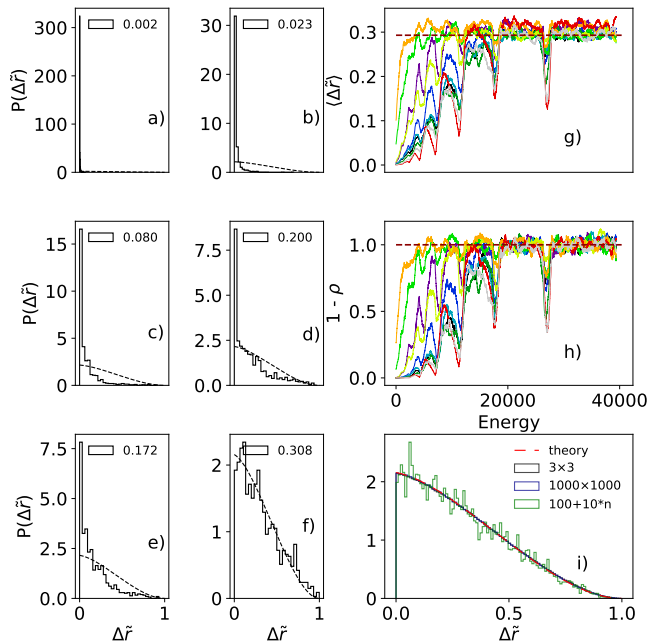 300
200
100
0
P(Δr̃)
0.002
a)
30
20
10
0
0.023
b)
0.3
0.2
0.1
0.0
⟨Δr̃⟩
g)
15
10
5
0
P(Δr̃)
0.080
c)
7.5
5.0
2.5
0.0
0.200
d)
1.0
0.5
0.0
1 - ρ
h)
0
20000
40000
Energy
7.5
5.0
2.5
0.0
P(Δr̃)
0.172
e)
0
1
Δr̃
2
1
0
0.308
f)
0
1
Δr̃
2
1
0
theory
3×3
1000×1000
100+10*n
i)
0.0
0.5
1.0
Δr̃